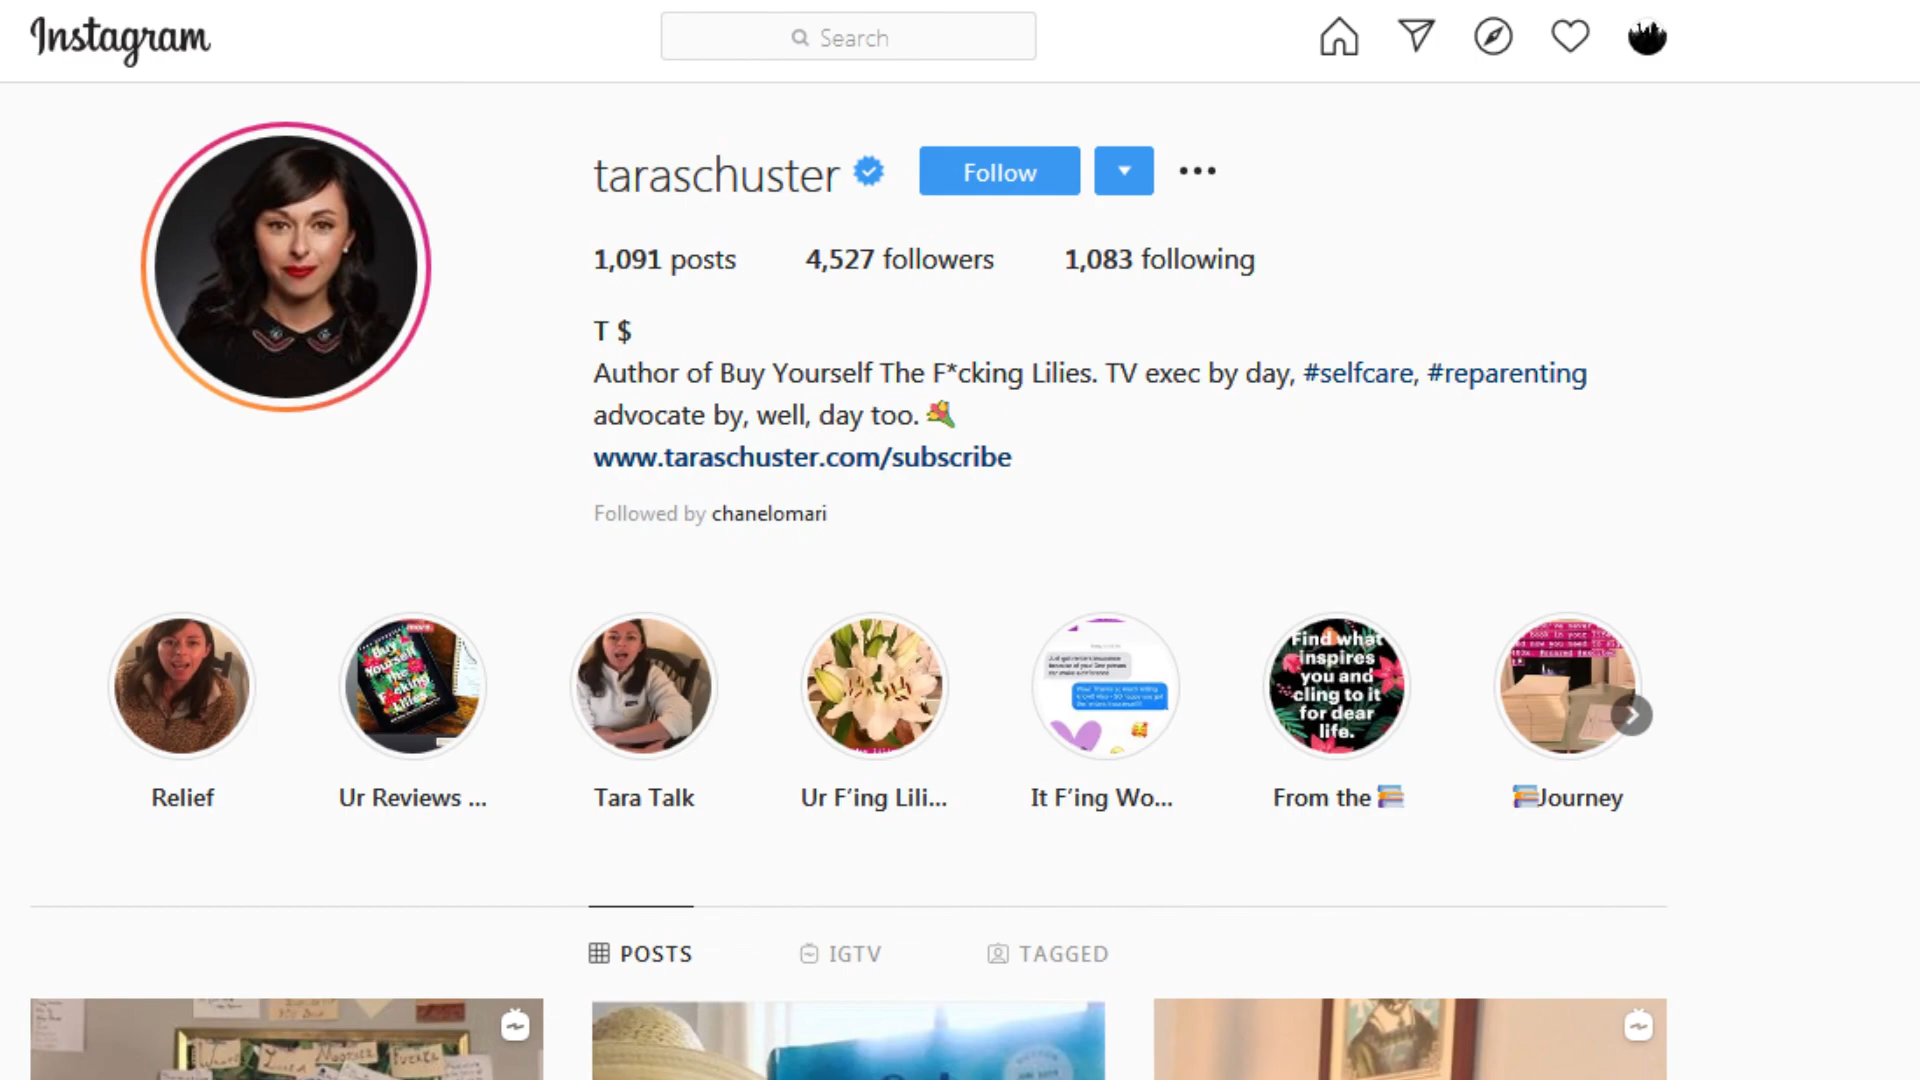 Instagram
Search
taraschuster
Follow
1,091 posts 4,527 followers 1,083 following
T $
Author of Buy Yourself The F*cking Lilies. TV exec by day, #selfcare, #reparenting
advocate by, well, day too. 💐
www.taraschuster.com/subscribe
Followed by chanelomari
Buy
Yourself
the
F*cking
Lilies
Find what
inspires
you and
cling to it
for dear
life.
Relief
Ur Reviews ...
Tara Talk
Ur F'ing Lili...
It F'ing Wo...
From the 📚
📚Journey
POSTS
IGTV
TAGGED